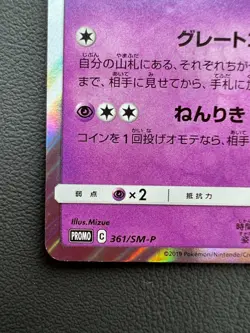 グレート
自分の山札にある、それぞれちが
まで、相手に見せてから、手札に
ねんりき
コインを1回投げオモテなら、相手
弱点 ×2 抵抗力
Illus. Mizue
PROMO C 361/SM-P
時間
©2019 Pokémon/Nintendo/Cr